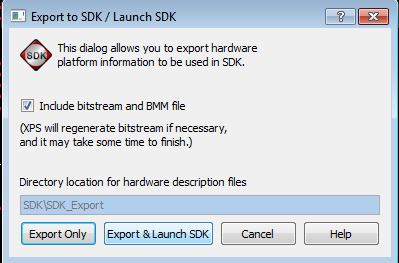 Export to SDK / Launch SDK
SDK
This dialog allows you to export hardware
platform information to be used in SDK.
Include bitstream and BMM file
(XPS will regenerate bitstream if necessary,
and it may take some time to finish.)
Directory location for hardware description files
SDK\SDK_Export
Export Only
Export & Launch SDK
Cancel
Help